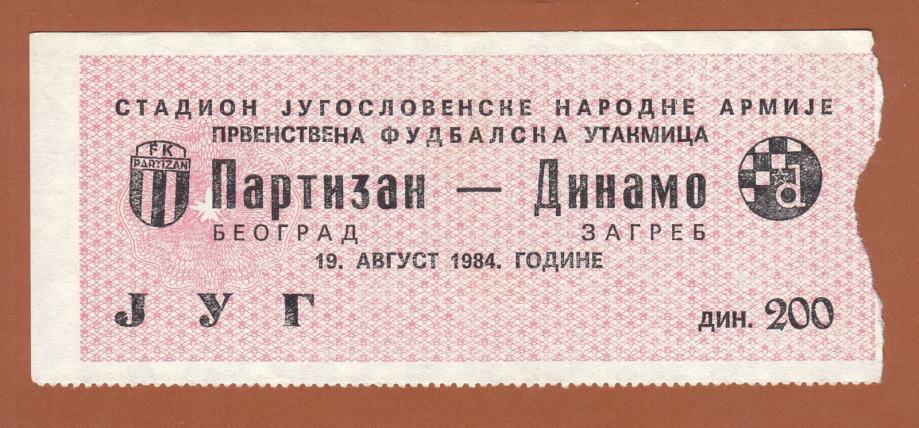 СТАДИОН ЈУГОСЛОВЕНСКЕ НАРОДНЕ АРМИЈЕ
ПРВЕНСТВЕНА ФУДБАЛСКА УТАКМИЦА
FK
PARTIZAN
Партизан — Динамо
d
БЕОГРАД ЗАГРЕБ
19. АВГУСТ 1984. ГОДИНЕ
ЈУГ ДИН. 200